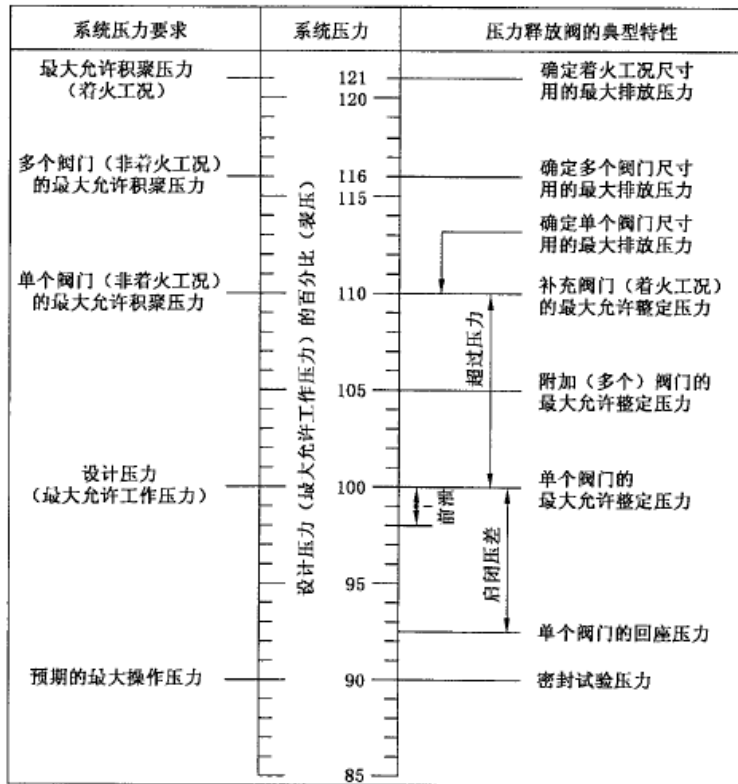 系统压力要求
系统压力
压力释放阀的典型特性
最大允许积聚压力
(着火工况)
121
确定着火工况尺寸
用的最大排放压力
120
多个阀门(非着火工况)
的最大允许积聚压力
116
确定多个阀门尺寸
用的最大排放压力
115
确定单个阀门尺寸
用的最大排放压力
单个阀门(非着火工况)
的最大允许积聚压力
110
补充阀门(着火工况)
的最大允许整定压力
设计压力(最大允许工作压力)的百分比(表压)
超过压力
105
附加(多个)阀门的
最大允许整定压力
设计压力
(最大允许工作压力)
100
单个阀门的
最大允许整定压力
前泄
启闭压差
95
单个阀门的回座压力
预期的最大操作压力
90
密封试验压力
85